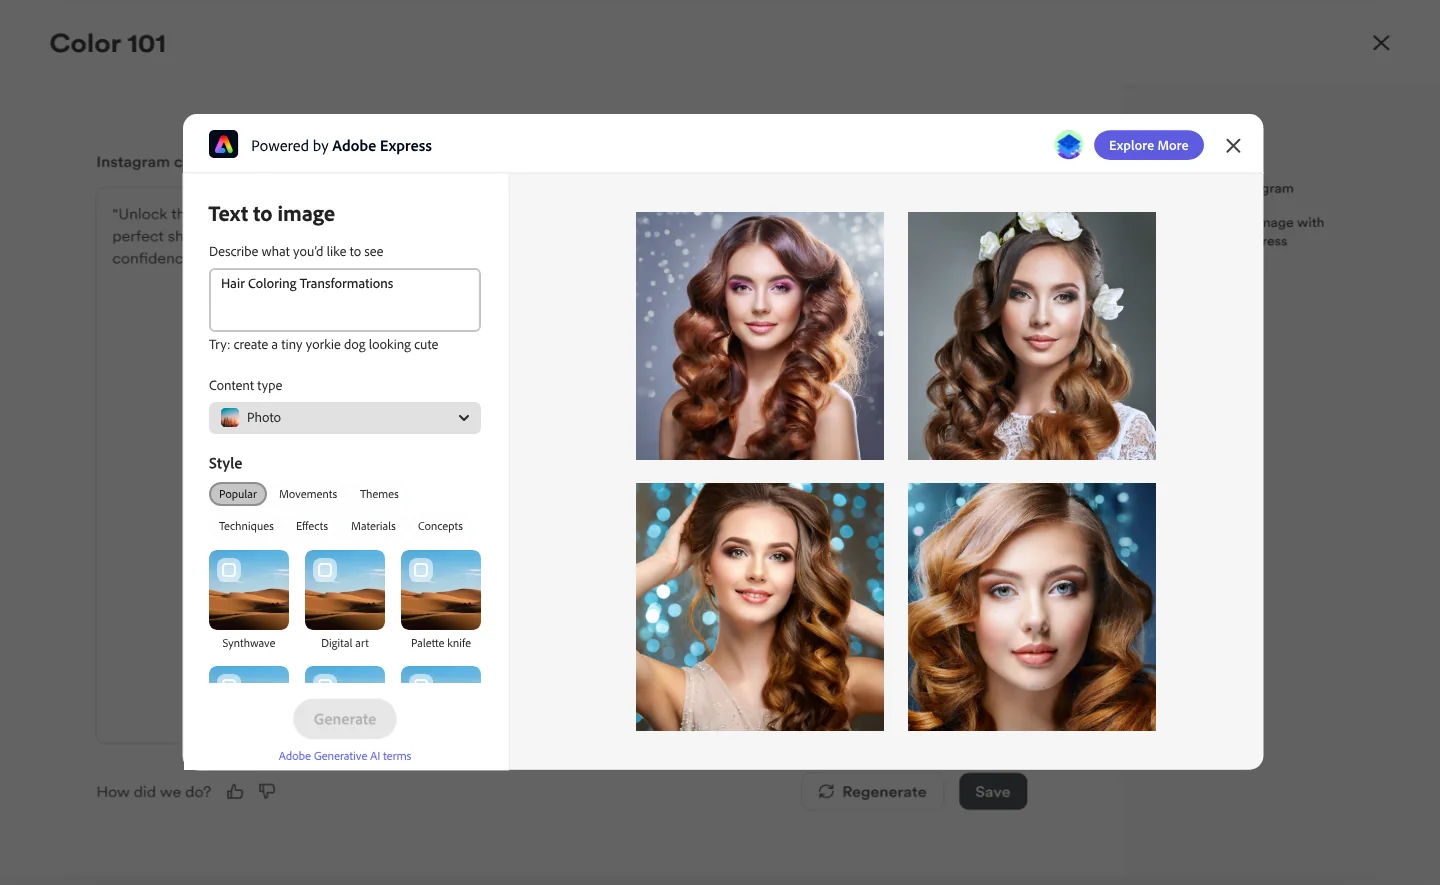 Color 101
Instagram c
"Unlock th
perfect sh
confidenc
gram
mage with
ress
Powered by Adobe Express
Explore More
Text to image
Describe what you'd like to see
Hair Coloring Transformations
Try: create a tiny yorkie dog looking cute
Content type
Photo
Style
Popular Movements Themes
Techniques Effects Materials Concepts
Synthwave Digital art Palette knife
Generate
Adobe Generative AI terms
How did we do?
Regenerate
Save